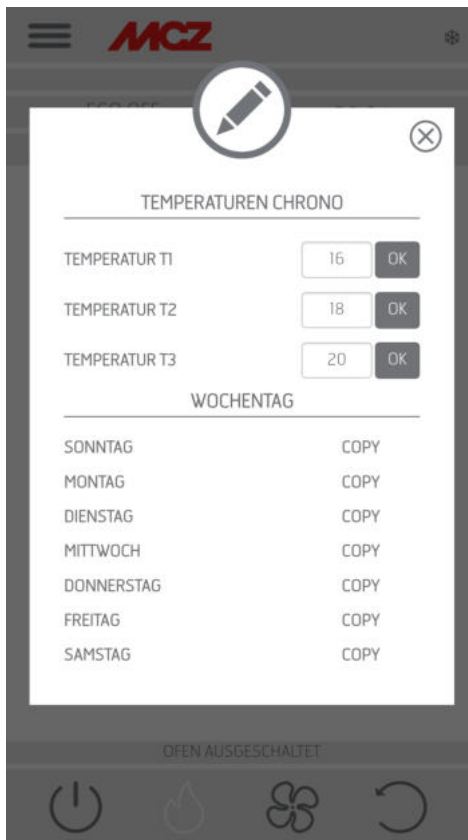 MCZ
TEMPERATUREN CHRONO
TEMPERATUR T1 16 OK
TEMPERATUR T2 18 OK
TEMPERATUR T3 20 OK
WOCHENTAG
SONNTAG COPY
MONTAG COPY
DIENSTAG COPY
MITTWOCH COPY
DONNERSTAG COPY
FREITAG COPY
SAMSTAG COPY
OFEN AUSGESCHALTET